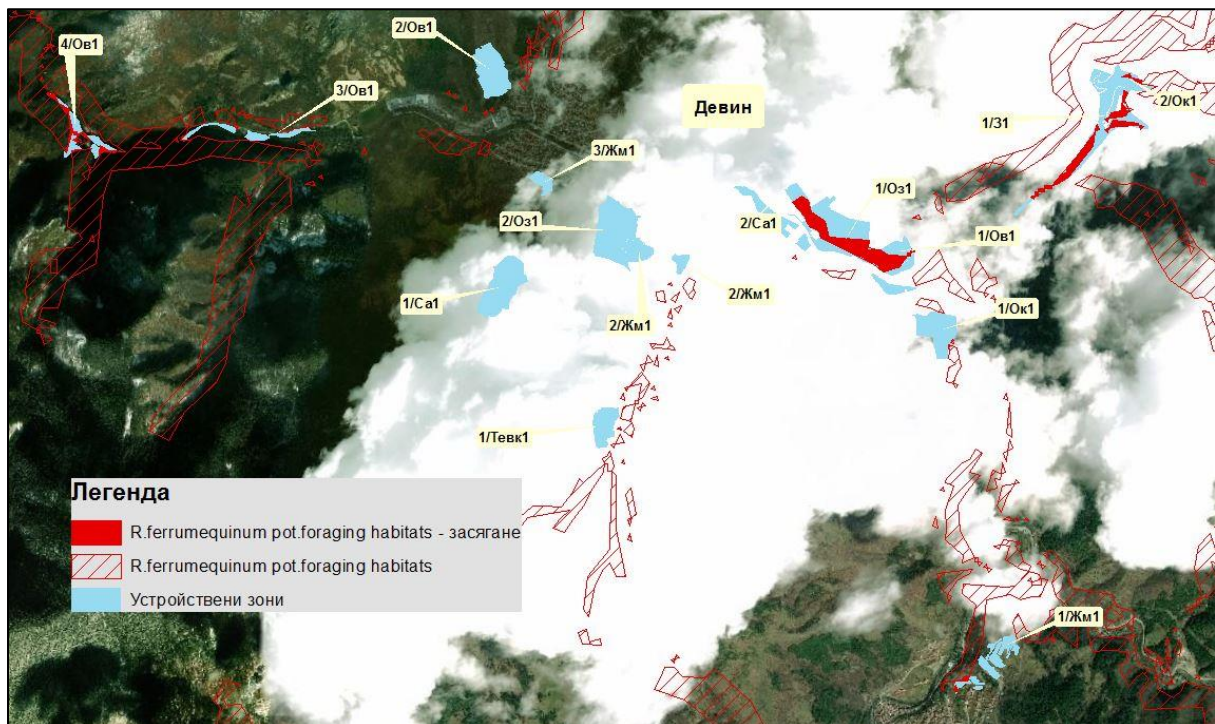 2/Ов1
4/Ов1
3/Ов1
Девин
2/Ок1
1/З1
3/Жм1
1/Оз1
2/Оз1
2/Са1
1/Ов1
1/Са1
2/Жм1
2/Жм1
1/Ок1
1/Тевк1
Легенда
R.ferrumequinum pot.foraging habitats - засягане
R.ferrumequinum pot.foraging habitats
Устройствени зони
1/Жм1